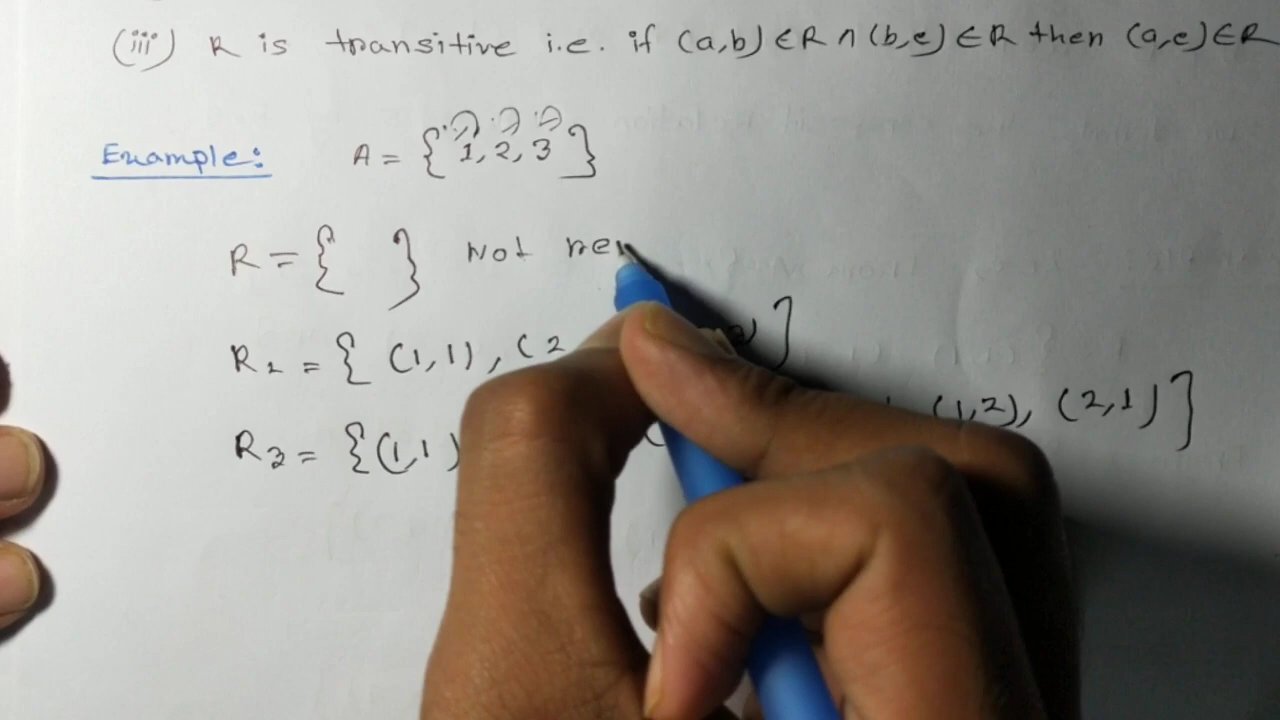 (iii) R is transitive i.e. if (a,b) ∈ R ∧ (b,c) ∈ R then (a,c) ∈ R
Example: A = { 1, 2, 3 }
R = { } Not re
R₁ = { (1,1), (2 }
R₂ = {(1,1) (1,2), (2,1) }